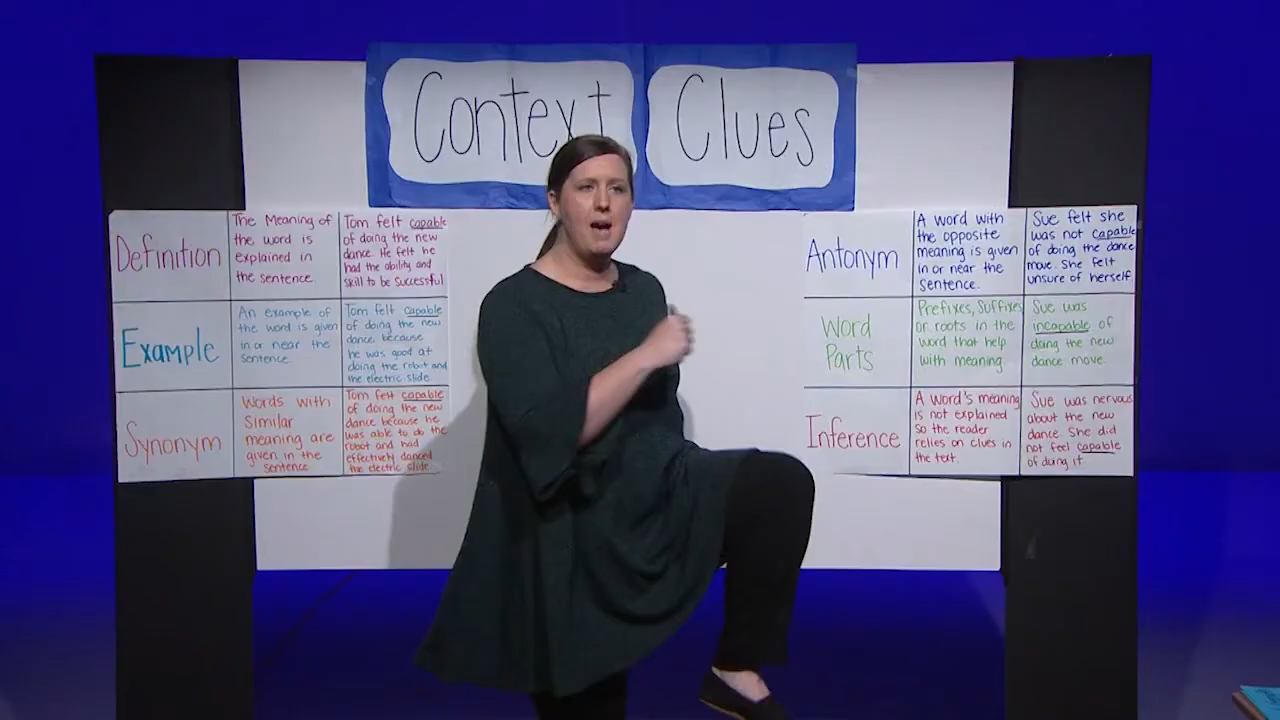 Context Clues
Definition
The Meaning of
the word is
explained in
the sentence.
Tom felt capable
of doing the new
dance. He felt he
had the ability and
skill to be successful
Example
An example of
the word is given
in or near the
sentence.
Tom felt capable
of doing the new
dance because
he was good at
doing the robot and
the electric slide
Synonym
Words with
similar
meaning are
given in the
sentence
Tom felt capable
of doing the new
dance because he
was able to do the
robot and had
effectively danced
the electric slide.
Antonym
A word with
the opposite
meaning is given
in or near the
sentence.
Sue felt she
was not capable
of doing the dance
move. She felt
unsure of herself.
Word
Parts
Prefixes, Suffixes
or roots in the
word that help
with meaning.
Sue was
incapable of
doing the new
dance move.
Inference
A word's meaning
is not explained
so the reader
relies on clues in
the text.
Sue was nervous
about the new
dance She did
not feel capable
of doing it.